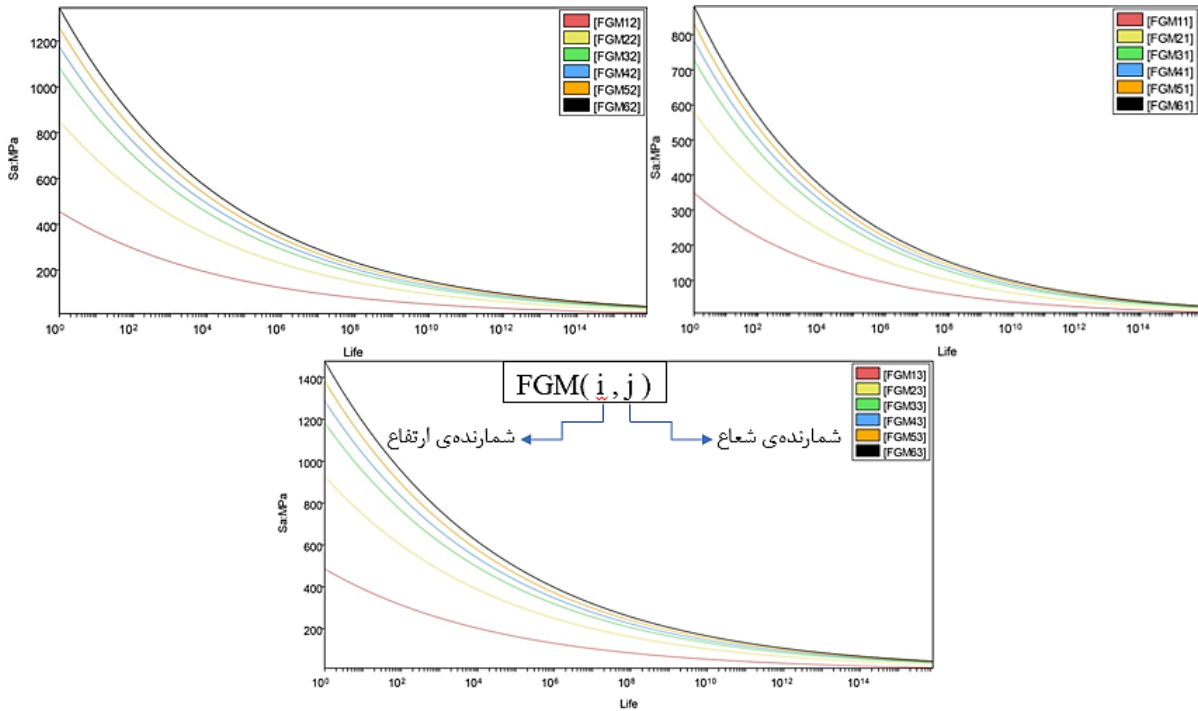 1200
1000
800
600
400
200
Sa:MPa
10⁰ 10² 10⁴ 10⁶ 10⁸ 10¹⁰ 10¹² 10¹⁴
Life
[FGM12]
[FGM22]
[FGM32]
[FGM42]
[FGM52]
[FGM62]
800
700
600
500
400
300
200
100
Sa:MPa
10⁰ 10² 10⁴ 10⁶ 10⁸ 10¹⁰ 10¹² 10¹⁴
Life
[FGM11]
[FGM21]
[FGM31]
[FGM41]
[FGM51]
[FGM61]
1400
1200
1000
800
600
400
200
Sa:MPa
10⁰ 10² 10⁴ 10⁶ 10⁸ 10¹⁰ 10¹² 10¹⁴
Life
FGM( i , j )
شمارنده‌ی شعاع
شمارنده‌ی ارتفاع
[FGM13]
[FGM23]
[FGM33]
[FGM43]
[FGM53]
[FGM63]